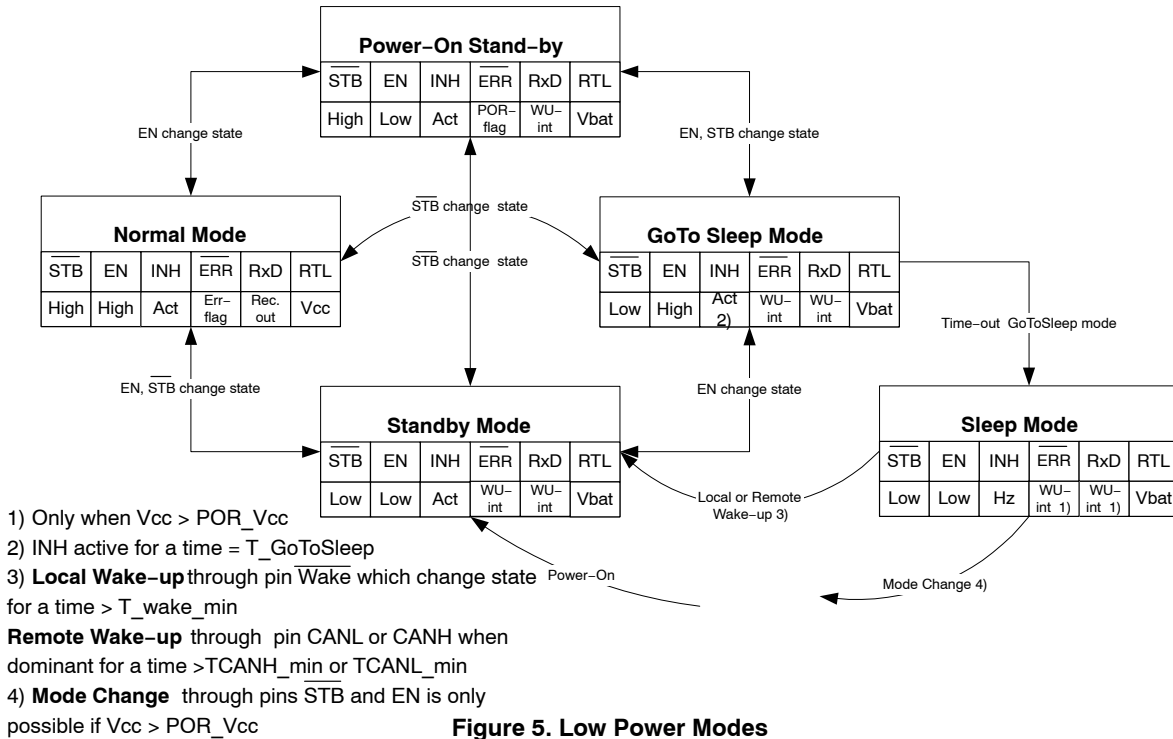 Power−On Stand−by
STB EN INH ERR RxD RTL
High Low Act POR−flag WU−int Vbat
EN change state
EN, STB change state
STB change state
STB change state
Normal Mode
STB EN INH ERR RxD RTL
High High Act Err−flag Rec. out Vcc
GoTo Sleep Mode
STB EN INH ERR RxD RTL
Low High Act 2) WU−int WU−int Vbat
Time−out GoToSleep mode
EN, STB change state
EN change state
Standby Mode
STB EN INH ERR RxD RTL
Low Low Act WU−int WU−int Vbat
Sleep Mode
STB EN INH ERR RxD RTL
Low Low Hz WU−int 1) WU−int 1) Vbat
Local or Remote
Wake−up 3)
Power−On
Mode Change 4)
1) Only when Vcc > POR_Vcc
2) INH active for a time = T_GoToSleep
3) Local Wake−up through pin Wake which change state
for a time > T_wake_min
Remote Wake−up through pin CANL or CANH when
dominant for a time >TCANH_min or TCANL_min
4) Mode Change through pins STB and EN is only
possible if Vcc > POR_Vcc
Figure 5. Low Power Modes